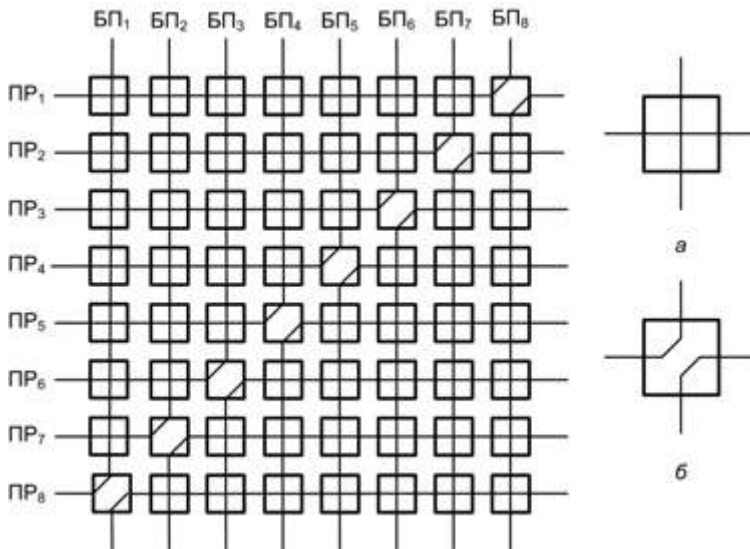 БП₁ БП₂ БП₃ БП₄ БП₅ БП₆ БП₇ БП₈
ПР₁
ПР₂
ПР₃
ПР₄
ПР₅
ПР₆
ПР₇
ПР₈
а
б